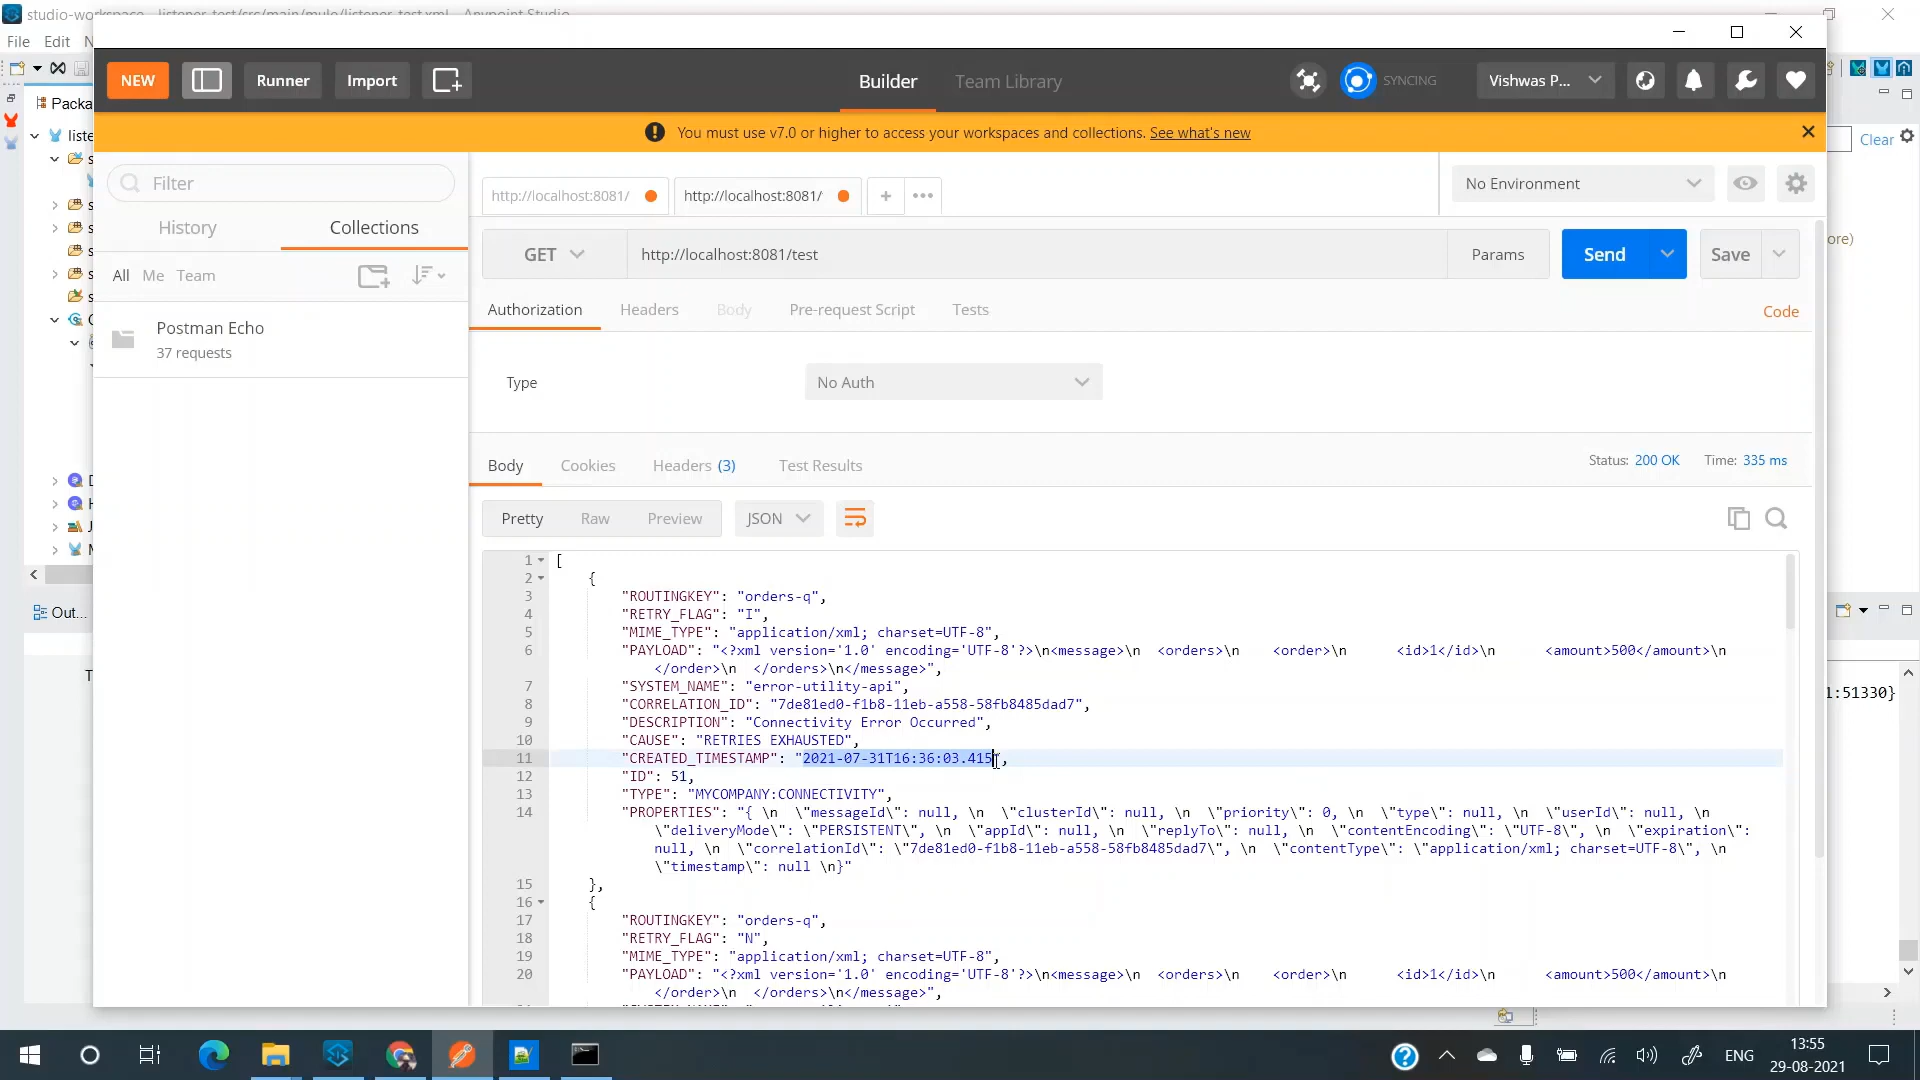 studio-workspace - listener-test/src/main/mule/listener-test.xml - Anypoint Studio
File Edit N
NEW Runner Import Builder Team Library SYNCING Vishwas P...
Packa
You must use v7.0 or higher to access your workspaces and collections. See what's new
liste
Clear
Filter
http://localhost:8081/ http://localhost:8081/ No Environment
History Collections
ore)
GET http://localhost:8081/test Params Send Save
All Me Team
Authorization Headers Body Pre-request Script Tests Code
Postman Echo
37 requests
Type No Auth
Body Cookies Headers (3) Test Results Status: 200 OK Time: 335 ms
Pretty Raw Preview JSON
1 [
2 {
3 "ROUTINGKEY": "orders-q",
4 "RETRY_FLAG": "I",
5 "MIME_TYPE": "application/xml; charset=UTF-8",
6 "PAYLOAD": "<?xml version='1.0' encoding='UTF-8'?>\n<message>\n <orders>\n <order>\n <id>1</id>\n <amount>500</amount>\n
</order>\n </orders>\n</message>",
7 "SYSTEM_NAME": "error-utility-api",
8 "CORRELATION_ID": "7de81ed0-f1b8-11eb-a558-58fb8485dad7",
9 "DESCRIPTION": "Connectivity Error Occurred",
10 "CAUSE": "RETRIES EXHAUSTED",
11 "CREATED_TIMESTAMP": "2021-07-31T16:36:03.415",
12 "ID": 51,
13 "TYPE": "MYCOMPANY:CONNECTIVITY",
14 "PROPERTIES": "{ \n \"messageId\": null, \n \"clusterId\": null, \n \"priority\": 0, \n \"type\": null, \n \"userId\": null, \n
\"deliveryMode\": \"PERSISTENT\", \n \"appId\": null, \n \"replyTo\": null, \n \"contentEncoding\": \"UTF-8\", \n \"expiration\":
null, \n \"correlationId\": \"7de81ed0-f1b8-11eb-a558-58fb8485dad7\", \n \"contentType\": \"application/xml; charset=UTF-8\", \n
\"timestamp\": null \n}"
15 },
16 {
17 "ROUTINGKEY": "orders-q",
18 "RETRY_FLAG": "N",
19 "MIME_TYPE": "application/xml; charset=UTF-8",
20 "PAYLOAD": "<?xml version='1.0' encoding='UTF-8'?>\n<message>\n <orders>\n <order>\n <id>1</id>\n <amount>500</amount>\n
</order>\n </orders>\n</message>",
Out...
1:51330}
ENG
13:55
29-08-2021